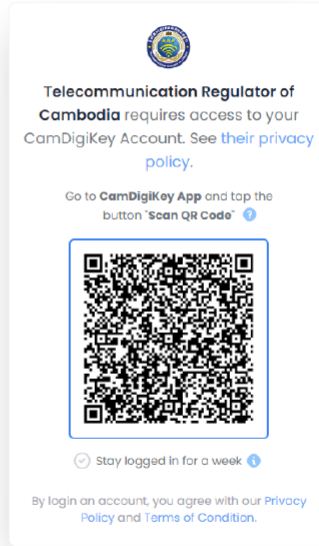 Telecommunication Regulator of
Cambodia requires access to your
CamDigiKey Account. See their privacy
policy.
Go to CamDigiKey App and tap the
button "Scan QR Code" ?
Stay logged in for a week i
By login an account, you agree with our Privacy
Policy and Terms of Condition.